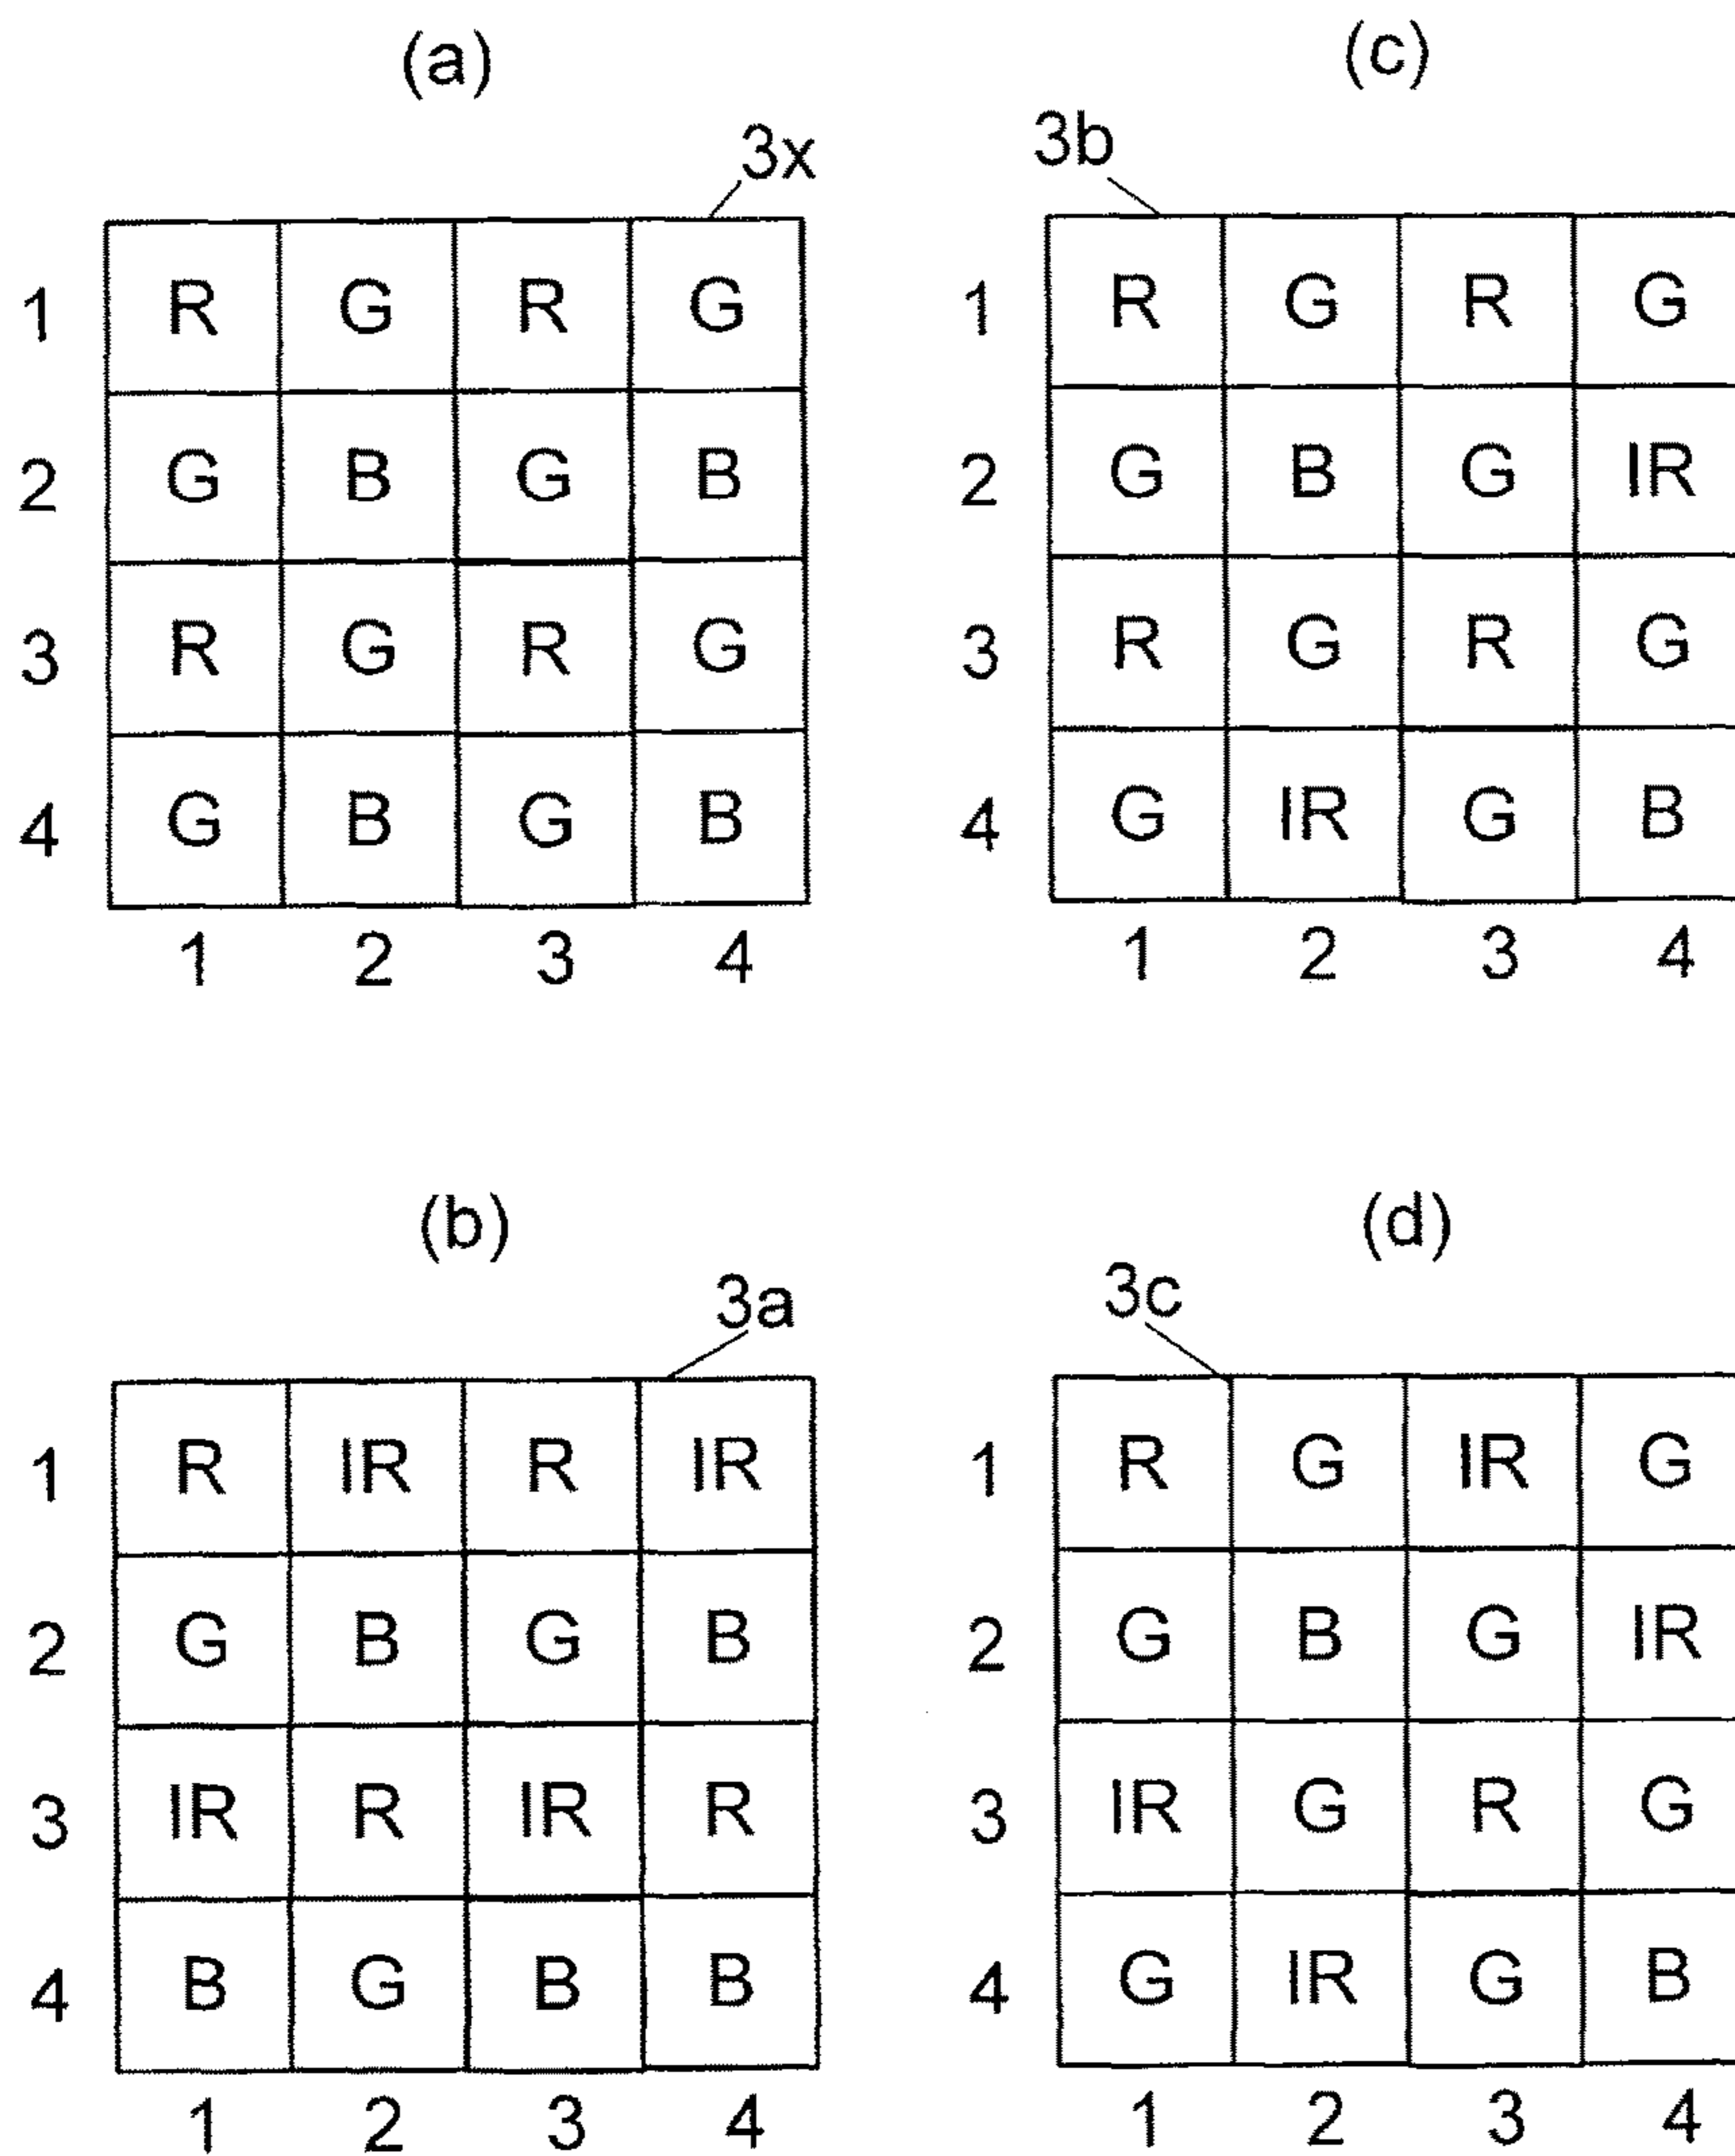 (a)
3x
1 R G R G
2 G B G B
3 R G R G
4 G B G B
1 2 3 4
(c)
3b
1 R G R G
2 G B G IR
3 R G R G
4 G IR G B
1 2 3 4
(b)
3a
1 R IR R IR
2 G B G B
3 IR R IR R
4 B G B B
1 2 3 4
(d)
3c
1 R G IR G
2 G B G IR
3 IR G R G
4 G IR G B
1 2 3 4